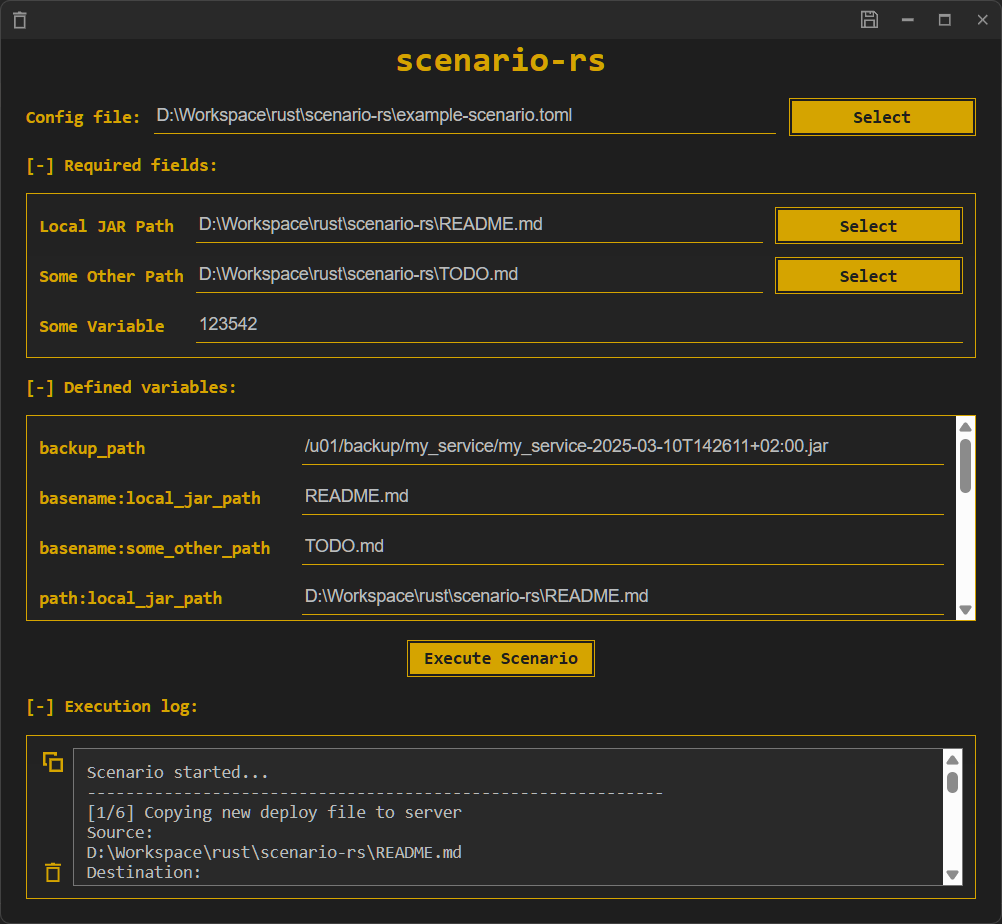 scenario-rs
Config file: D:\Workspace\rust\scenario-rs\example-scenario.toml Select
[-] Required fields:
Local JAR Path D:\Workspace\rust\scenario-rs\README.md Select
Some Other Path D:\Workspace\rust\scenario-rs\TODO.md Select
Some Variable 123542
[-] Defined variables:
backup_path /u01/backup/my_service/my_service-2025-03-10T142611+02:00.jar
basename:local_jar_path README.md
basename:some_other_path TODO.md
path:local_jar_path D:\Workspace\rust\scenario-rs\README.md
Execute Scenario
[-] Execution log:
Scenario started...
------------------------------------------------------------
[1/6] Copying new deploy file to server
Source:
D:\Workspace\rust\scenario-rs\README.md
Destination: